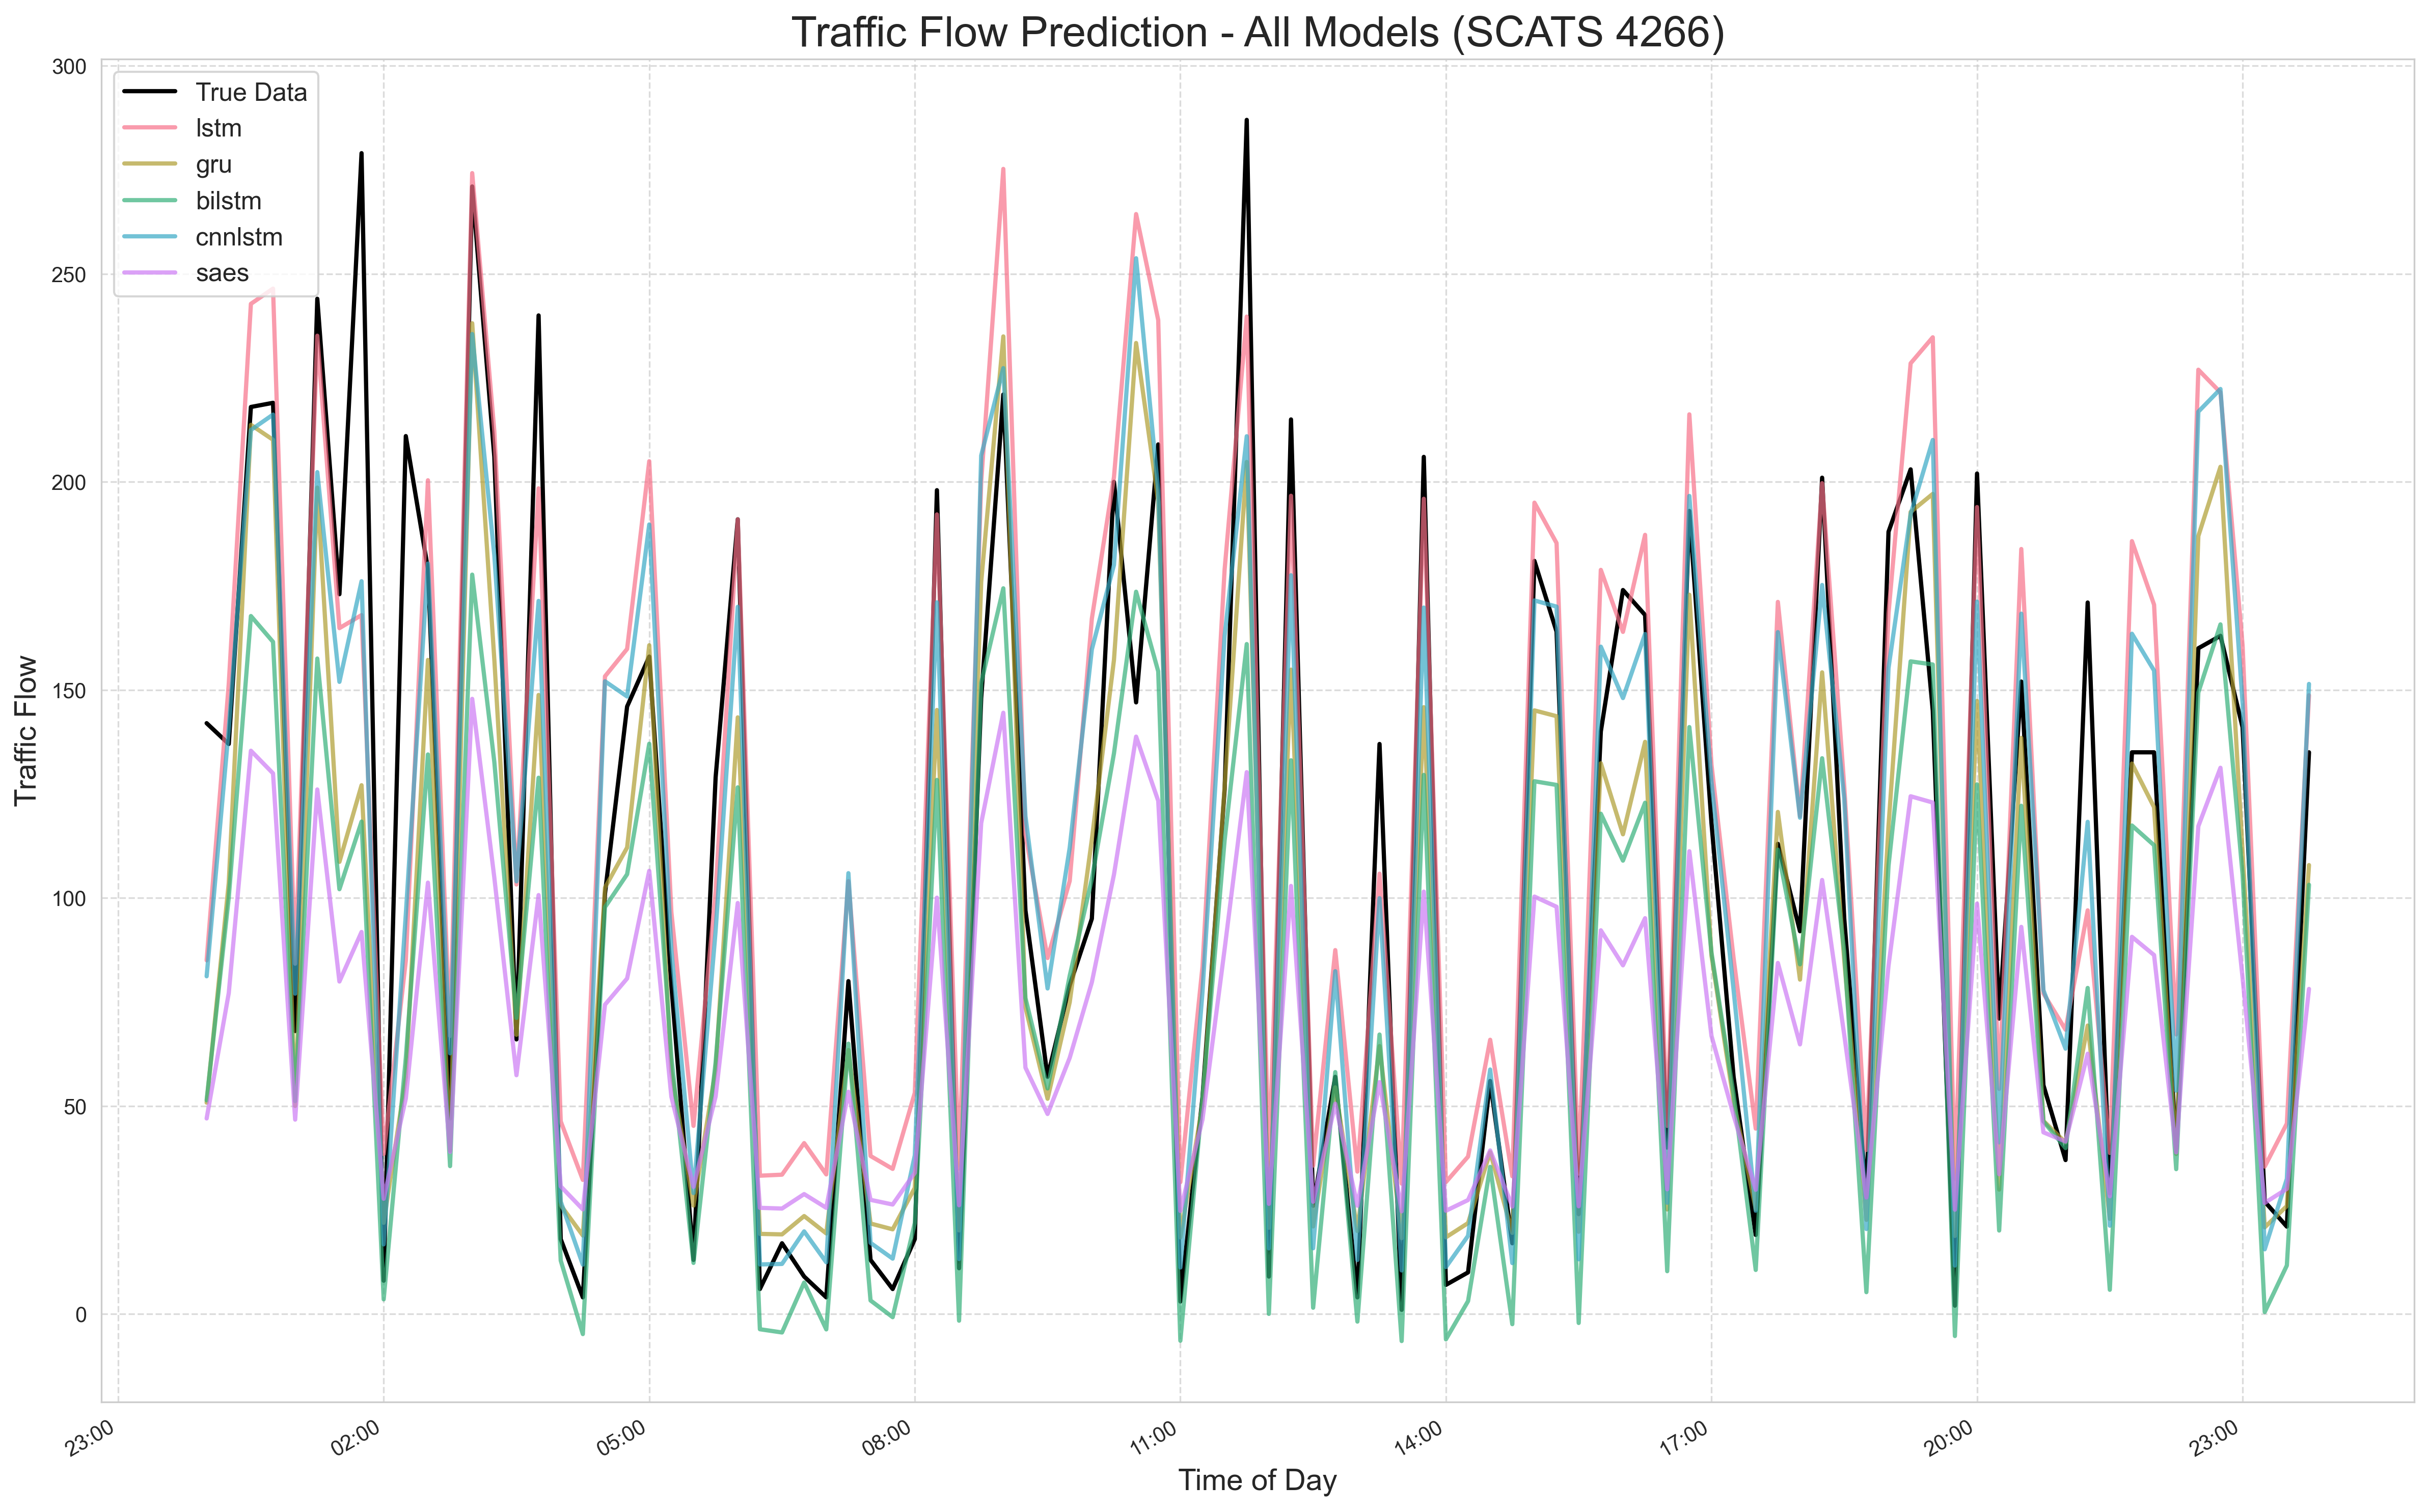 Traffic Flow Prediction - All Models (SCATS 4266)
300
250
200
150
100
50
0
Traffic Flow
True Data
lstm
gru
bilstm
cnnlstm
saes
23:00
02:00
05:00
08:00
11:00
14:00
17:00
20:00
23:00
Time of Day